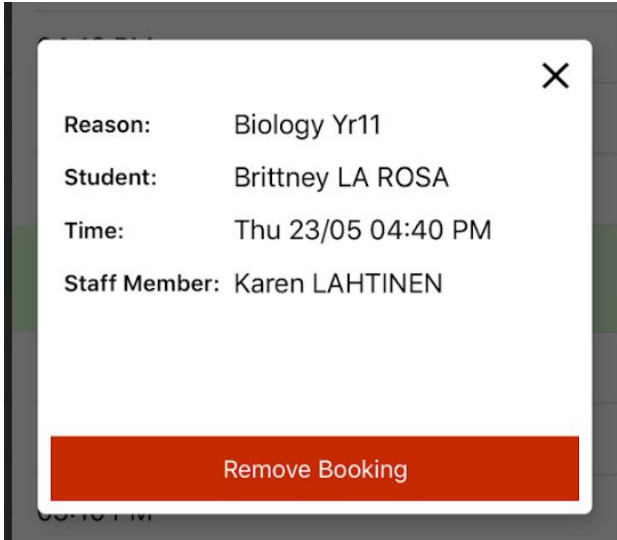 Reason: Biology Yr11
Student: Brittney LA ROSA
Time: Thu 23/05 04:40 PM
Staff Member: Karen LAHTINEN
Remove Booking